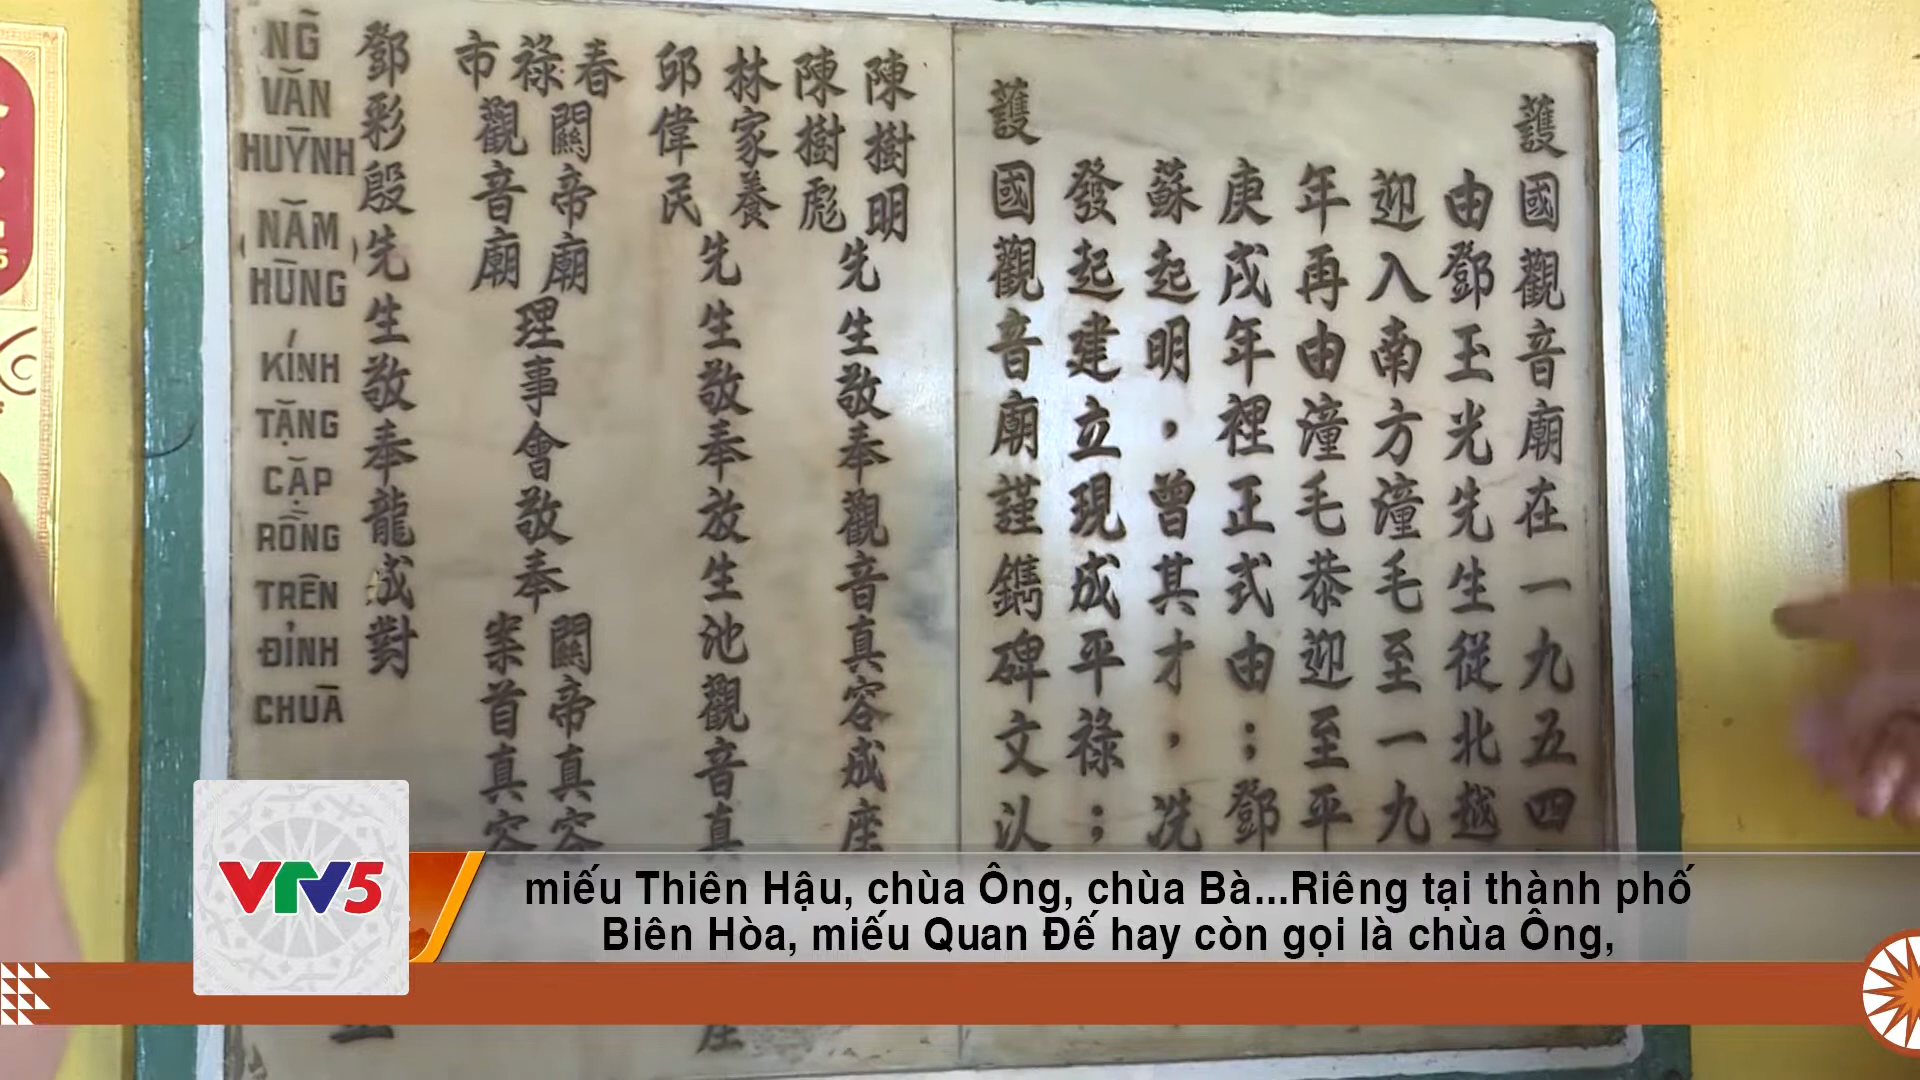 護國觀音廟在一九五四
由鄧玉光先生從北越
迎入南方潼毛至一九
年再由潼毛恭迎至平
庚戌年裡正式由；鄧
蘇起明，曾其才，冼
發起建立現成平祿；
護國觀音廟謹鐫碑文以
陳樹明
陳樹彪
先生敬奉觀音真容成座
林家養
邱偉民
先生敬奉放生池觀音真
春祿市
關帝廟
觀音廟
理事會敬奉
關帝真容
案首真容
鄧彩殷先生敬奉龍成對
NG
VĂN
HUỲNH
(NĂM
HÙNG)
KÍNH
TẶNG
CẶP
RỒNG
TRÊN
ĐỈNH
CHÙA
VTV5
miếu Thiên Hậu, chùa Ông, chùa Bà...Riêng tại thành phố
Biên Hòa, miếu Quan Đế hay còn gọi là chùa Ông,